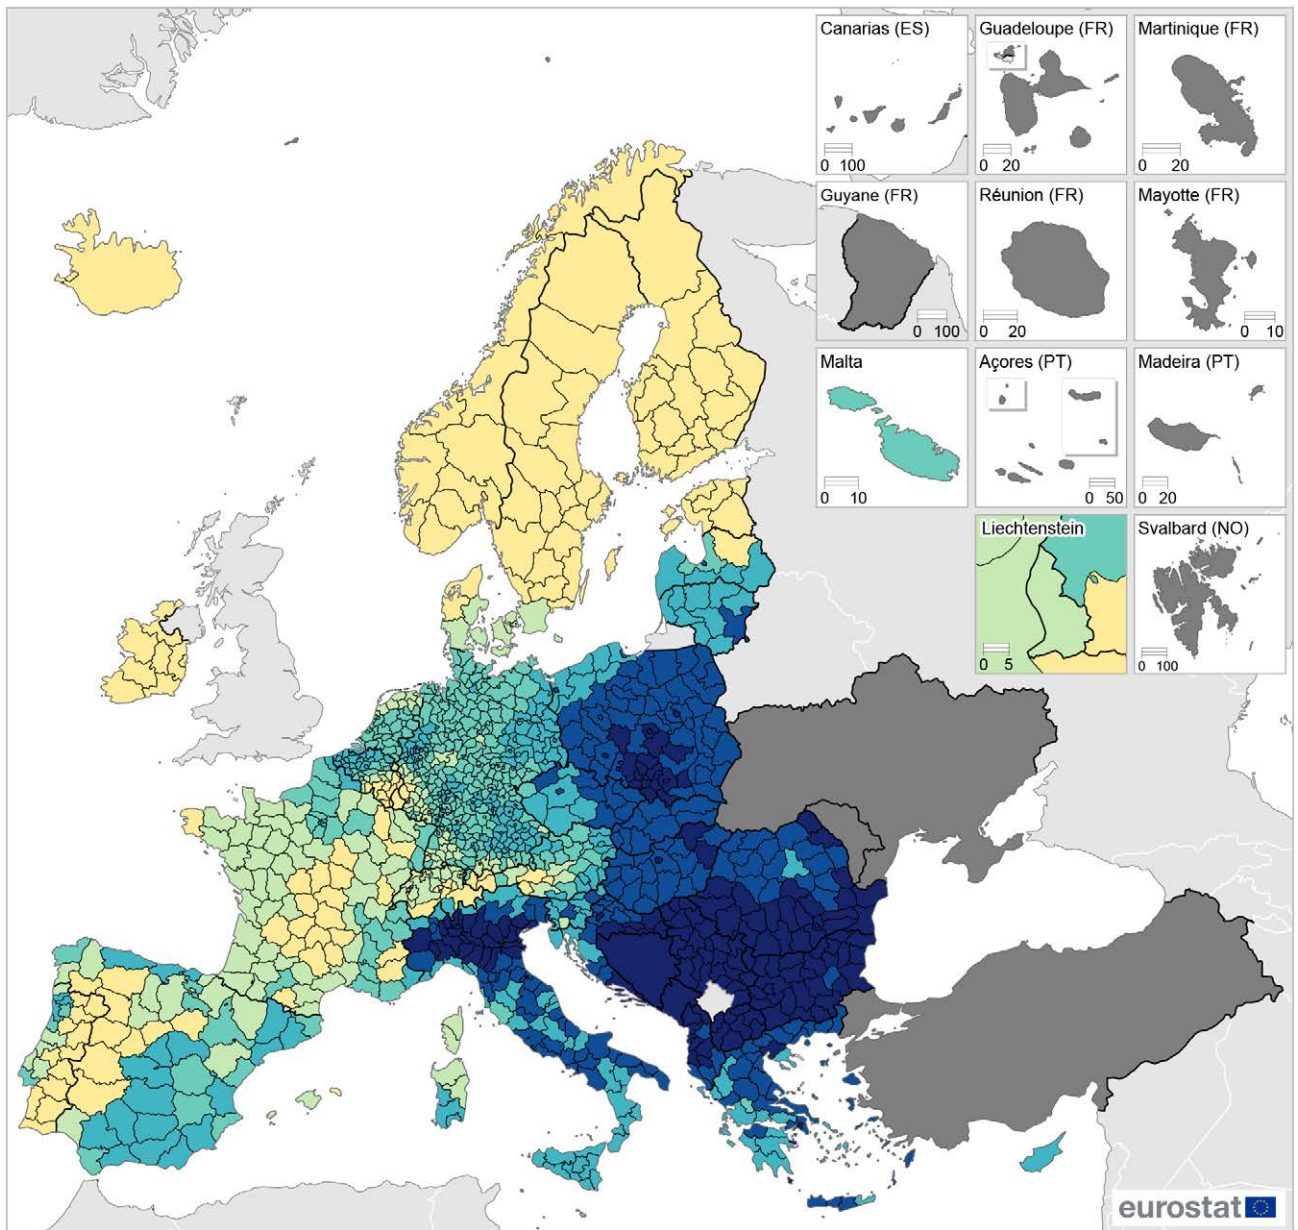 Canarias (ES)
0 100
Guadeloupe (FR)
0 20
Martinique (FR)
0 20
Guyane (FR)
0 100
Réunion (FR)
0 20
Mayotte (FR)
0 10
Malta
0 10
Açores (PT)
0 50
Madeira (PT)
0 20
Liechtenstein
0 5
Svalbard (NO)
0 100
eurostat